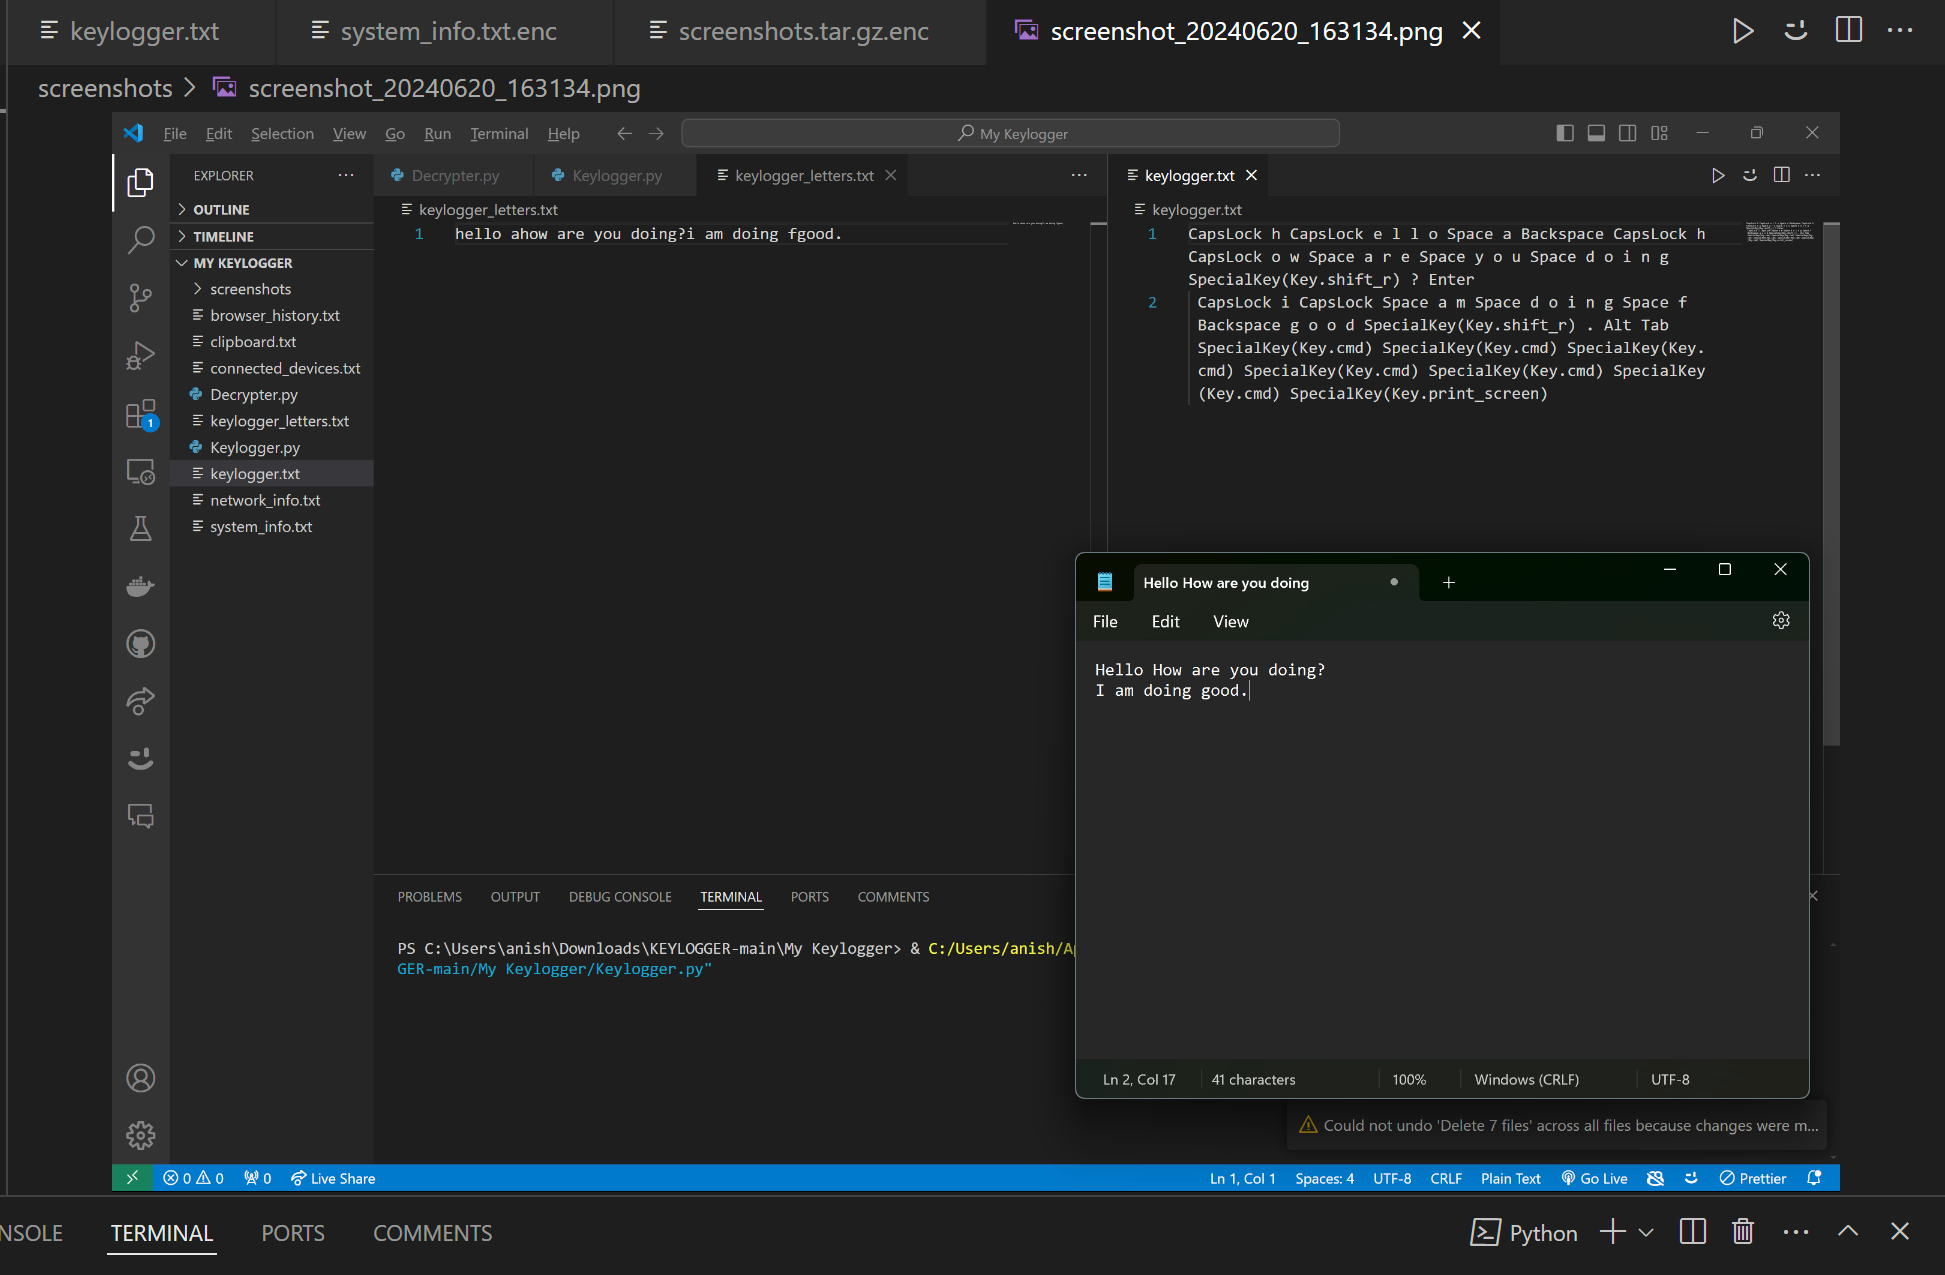 keylogger.txt
system_info.txt.enc
screenshots.tar.gz.enc
screenshot_20240620_163134.png
screenshots > screenshot_20240620_163134.png
File Edit Selection View Go Run Terminal Help
My Keylogger
EXPLORER
OUTLINE
TIMELINE
MY KEYLOGGER
screenshots
browser_history.txt
clipboard.txt
connected_devices.txt
Decrypter.py
keylogger_letters.txt
Keylogger.py
keylogger.txt
network_info.txt
system_info.txt
1
Decrypter.py
Keylogger.py
keylogger_letters.txt
keylogger_letters.txt
1 hello ahow are you doing?i am doing fgood.
keylogger.txt
keylogger.txt
1 CapsLock h CapsLock e l l o Space a Backspace CapsLock h
CapsLock o w Space a r e Space y o u Space d o i n g
SpecialKey(Key.shift_r) ? Enter
2 CapsLock i CapsLock Space a m Space d o i n g Space f
Backspace g o o d SpecialKey(Key.shift_r) . Alt Tab
SpecialKey(Key.cmd) SpecialKey(Key.cmd) SpecialKey(Key.
cmd) SpecialKey(Key.cmd) SpecialKey(Key.cmd) SpecialKey
(Key.cmd) SpecialKey(Key.print_screen)
Hello How are you doing
File Edit View
Hello How are you doing?
I am doing good.
Ln 2, Col 17 41 characters 100% Windows (CRLF) UTF-8
PROBLEMS OUTPUT DEBUG CONSOLE TERMINAL PORTS COMMENTS
PS C:\Users\anish\Downloads\KEYLOGGER-main\My Keylogger> & C:/Users/anish/Ap
GER-main/My Keylogger/Keylogger.py"
Could not undo 'Delete 7 files' across all files because changes were m...
0 0 0 Live Share
Ln 1, Col 1 Spaces: 4 UTF-8 CRLF Plain Text Go Live Prettier
NSOLE TERMINAL PORTS COMMENTS
Python